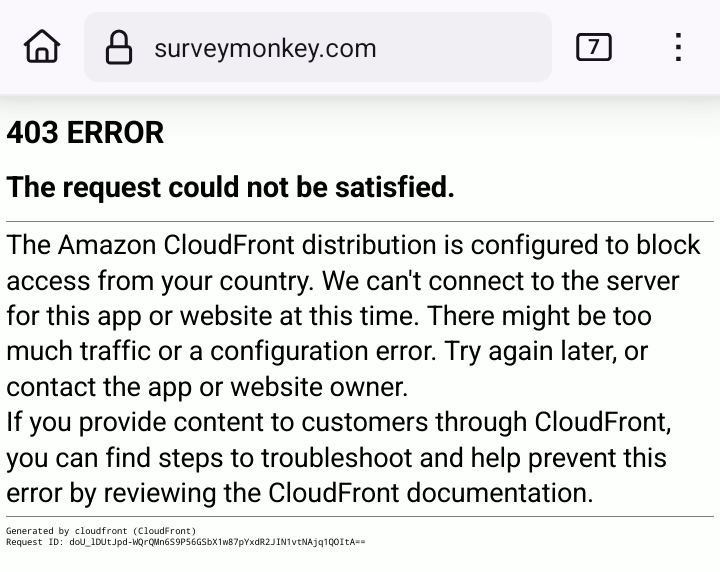 surveymonkey.com
7
403 ERROR
The request could not be satisfied.
The Amazon CloudFront distribution is configured to block
access from your country. We can't connect to the server
for this app or website at this time. There might be too
much traffic or a configuration error. Try again later, or
contact the app or website owner.
If you provide content to customers through CloudFront,
you can find steps to troubleshoot and help prevent this
error by reviewing the CloudFront documentation.
Generated by cloudfront (CloudFront)
Request ID: doU_lDUtJpd-WQrQMn6S9P56GSbX1w87pYxdR2JIN1vtNAjq1QOItA==